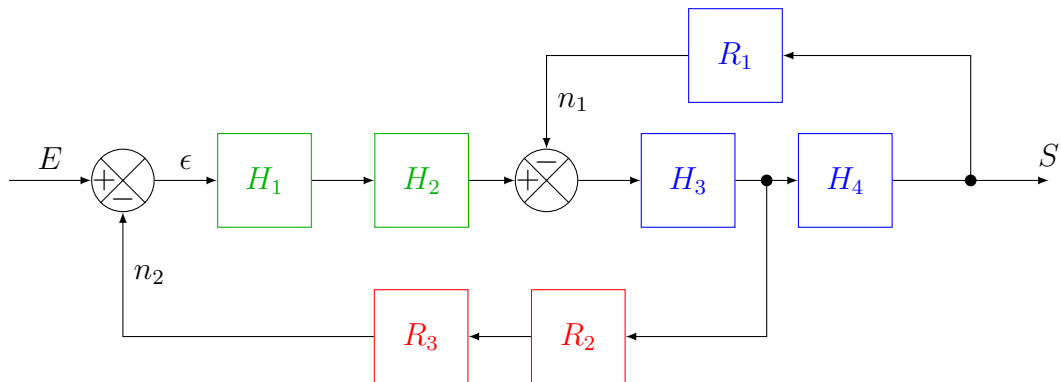 R₁
n₁
E
ϵ
H₁
H₂
H₃
H₄
S
+
−
+
−
n₂
R₃
R₂